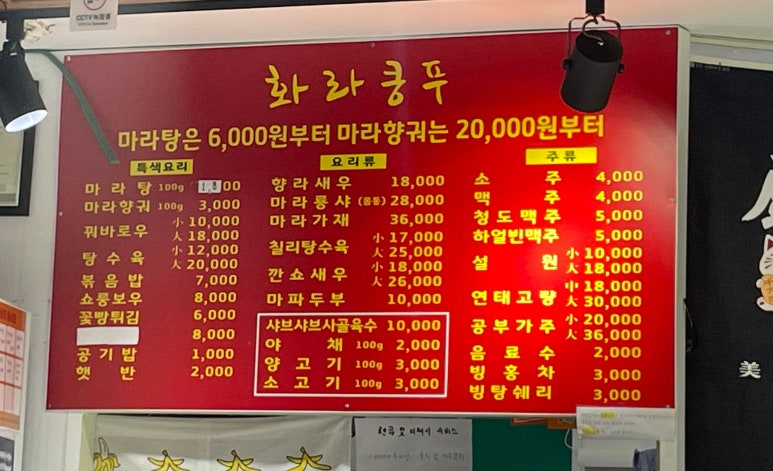 CCTV녹화중
화라쿵푸
마라탕은 6,000원부터 마라향궈는 20,000원부터
특색요리
마라탕 100g 1,800
마라향궈 3,000
꿔바로우 小 10,000
大 18,000
탕수육 小 12,000
大 20,000
볶음밥 7,000
쇼룽보우 8,000
꽃빵튀김 6,000
8,000
공기밥 1,000
햇반 2,000
요리류
향라새우 18,000
마라룽샤 (몸통) 28,000
마라가재 36,000
칠리탕수육 小 17,000
大 25,000
깐쇼새우 小 18,000
大 26,000
마파두부 10,000
샤브샤브사골육수 10,000
야채 100g 2,000
양고기 100g 3,000
소고기 100g 3,000
주류
소주 4,000
맥주 4,000
청도맥주 5,000
하얼빈맥주 5,000
설원 小 10,000
大 18,000
연태고량 中 18,000
大 30,000
공부가주 小 20,000
大 36,000
음료수 2,000
빙홍차 3,000
빙탕쉐리 3,000
美